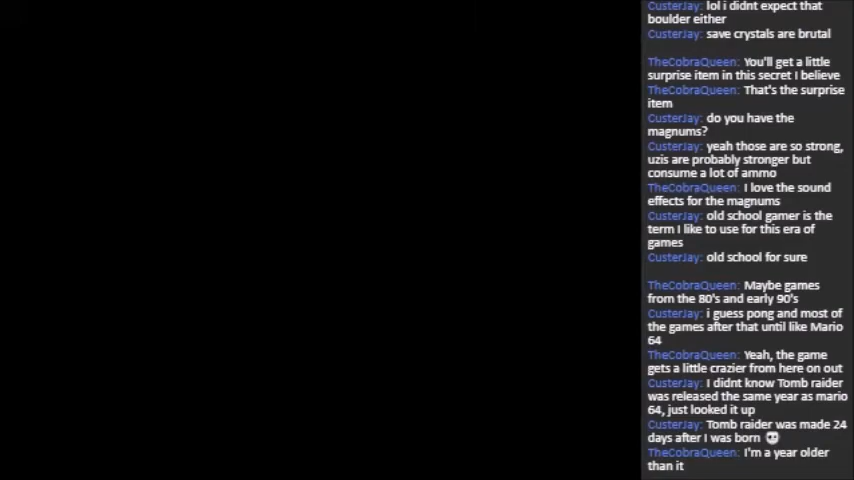 CusterJay: lol i didnt expect that
boulder either
CusterJay: save crystals are brutal
TheCobraQueen: You'll get a little
surprise item in this secret I believe
TheCobraQueen: That's the surprise
item
CusterJay: do you have the
magnums?
CusterJay: yeah those are so strong,
uzis are probably stronger but
consume a lot of ammo
TheCobraQueen: I love the sound
effects for the magnums
CusterJay: old school gamer is the
term I like to use for this era of
games
CusterJay: old school for sure
TheCobraQueen: Maybe games
from the 80's and early 90's
CusterJay: i guess pong and most of
the games after that until like Mario
64
TheCobraQueen: Yeah, the game
gets a little crazier from here on out
CusterJay: I didnt know Tomb raider
was released the same year as mario
64, just looked it up
CusterJay: Tomb raider was made 24
days after I was born
TheCobraQueen: I'm a year older
than it